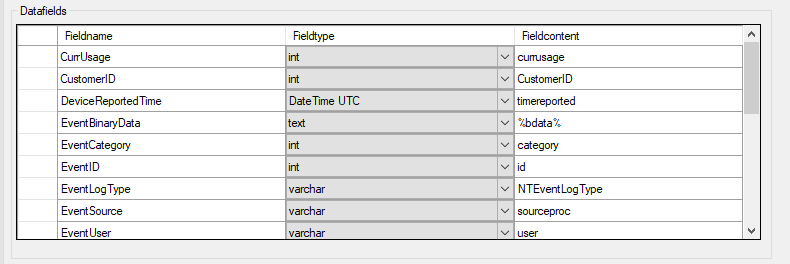 Datafields
Fieldname Fieldtype Fieldcontent
CurrUsage int currusage
CustomerID int CustomerID
DeviceReportedTime DateTime UTC timereported
EventBinaryData text %bdata%
EventCategory int category
EventID int id
EventLogType varchar NTEventLogType
EventSource varchar sourceproc
EventUser varchar user